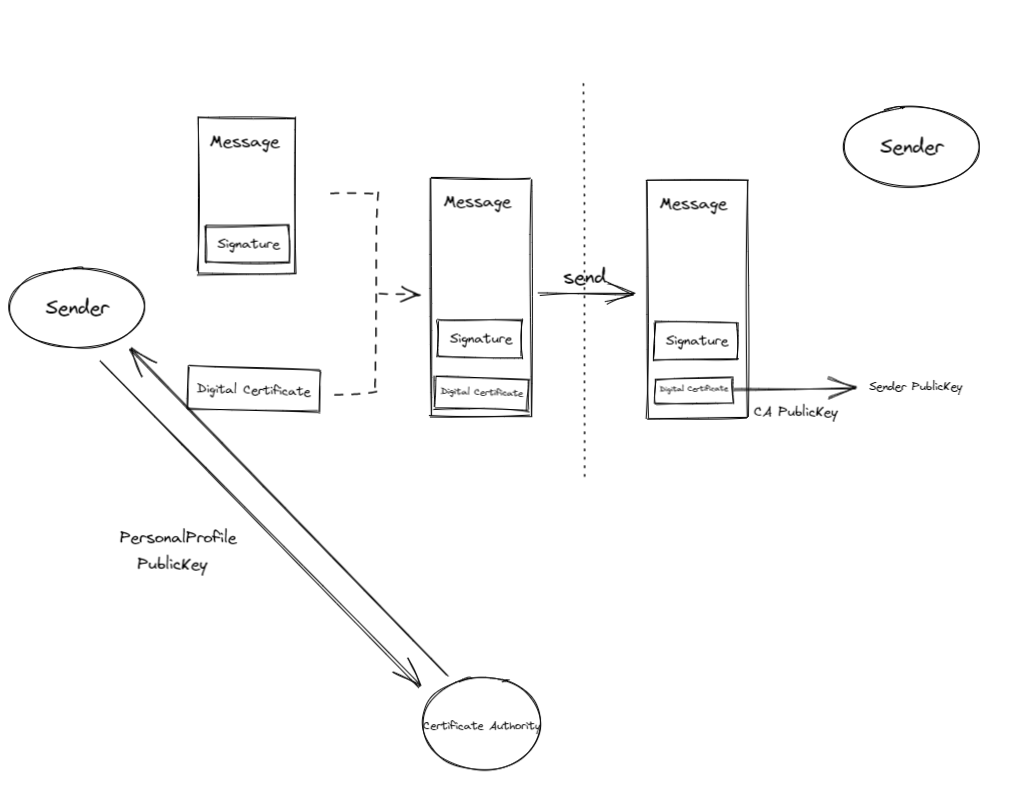 Message
Signature
Sender
Digital Certificate
PersonalProfile
PublicKey
Certificate Authority
Message
Signature
Digital Certificate
send
Message
Signature
Digital Certificate
CA PublicKey
Sender PublicKey
Sender